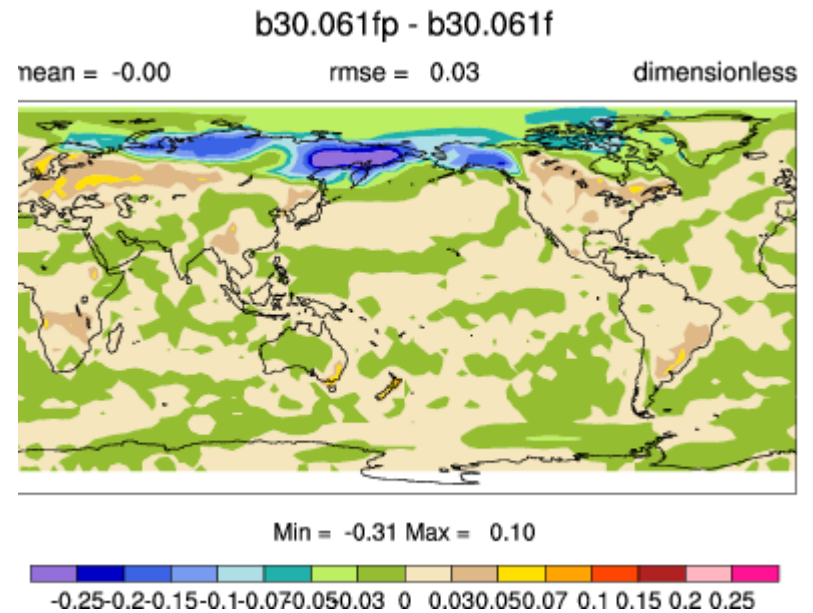 b30.061fp - b30.061f
mean = -0.00 rmse = 0.03 dimensionless
Min = -0.31 Max = 0.10
-0.25-0.2-0.15-0.1-0.070.050.03 0 0.030.050.07 0.1 0.15 0.2 0.25